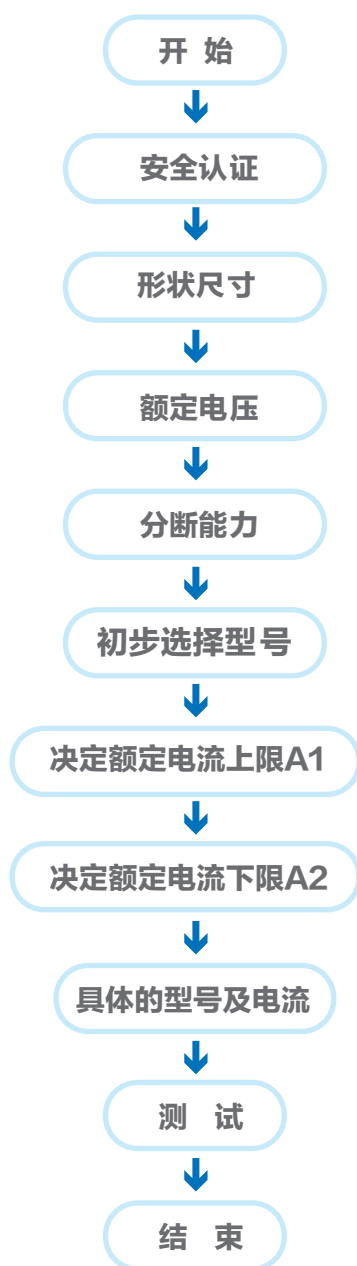 开 始
安全认证
形状尺寸
额定电压
分断能力
初步选择型号
决定额定电流上限A1
决定额定电流下限A2
具体的型号及电流
测 试
结 束